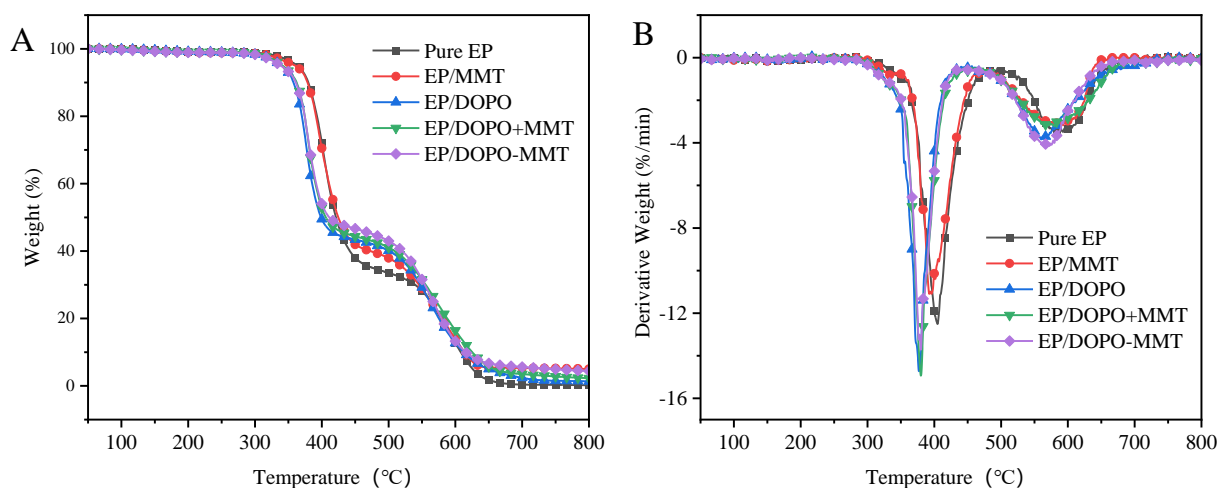 A
100
80
60
40
20
0
Weight (%)
Pure EP
EP/MMT
EP/DOPO
EP/DOPO+MMT
EP/DOPO-MMT
100 200 300 400 500 600 700 800
Temperature (°C)
B
0
-4
-8
-12
-16
Derivative Weight (%/min)
Pure EP
EP/MMT
EP/DOPO
EP/DOPO+MMT
EP/DOPO-MMT
100 200 300 400 500 600 700 800
Temperature (°C)